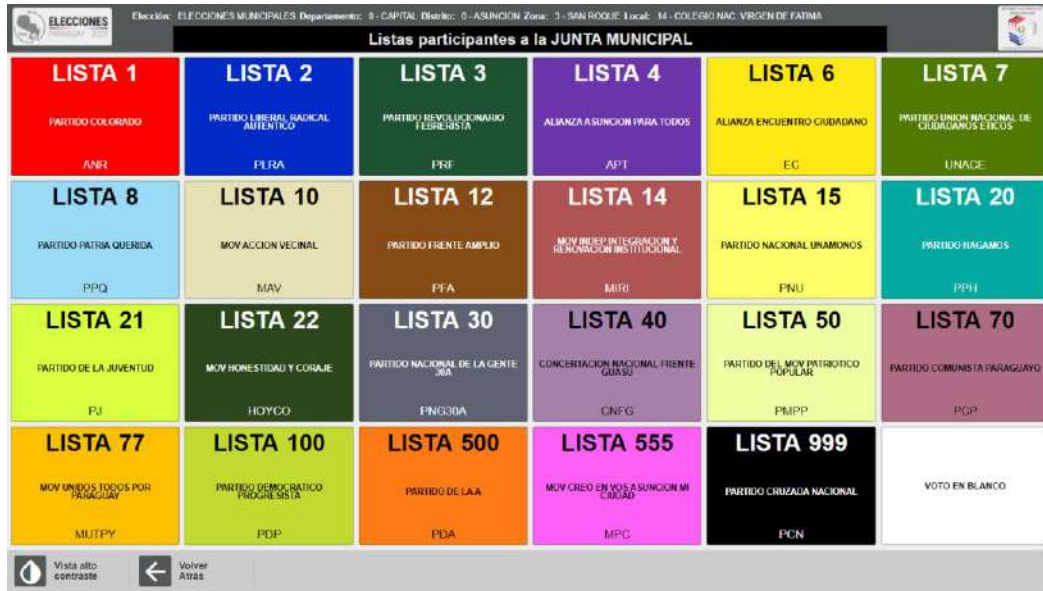 ELECCIONES
PARAGUAY - 2021
Elección: ELECCIONES MUNICIPALES Departamento: 0 - CAPITAL Distrito: 0 - ASUNCION Zona: 3 - SAN ROQUE Local: 14 - COLEGIO NAC. VIRGEN DE FATIMA
Listas participantes a la JUNTA MUNICIPAL
LISTA 1
PARTIDO COLORADO
ANR
LISTA 2
PARTIDO LIBERAL RADICAL
AUTENTICO
PLRA
LISTA 3
PARTIDO REVOLUCIONARIO
FEBRERISTA
PRF
LISTA 4
ALIANZA ASUNCION PARA TODOS
APT
LISTA 6
ALIANZA ENCUENTRO CIUDADANO
EC
LISTA 7
PARTIDO UNION NACIONAL DE
CIUDADANOS ETICOS
UNACE
LISTA 8
PARTIDO PATRIA QUERIDA
PPQ
LISTA 10
MOV ACCION VECINAL
MAV
LISTA 12
PARTIDO FRENTE AMPLIO
PFA
LISTA 14
MOV INDEP INTEGRACION Y
RENOVACION INSTITUCIONAL
MIRI
LISTA 15
PARTIDO NACIONAL UNAMONOS
PNU
LISTA 20
PARTIDO HAGAMOS
PPH
LISTA 21
PARTIDO DE LA JUVENTUD
PJ
LISTA 22
MOV HONESTIDAD Y CORAJE
HOYCO
LISTA 30
PARTIDO NACIONAL DE LA GENTE
30A
PNG30A
LISTA 40
CONCERTACION NACIONAL FRENTE
GUASU
CNFG
LISTA 50
PARTIDO DEL MOV PATRIOTICO
POPULAR
PMPP
LISTA 70
PARTIDO COMUNISTA PARAGUAYO
PCP
LISTA 77
MOV UNIDOS TODOS POR
PARAGUAY
MUTPY
LISTA 100
PARTIDO DEMOCRATICO
PROGRESISTA
PDP
LISTA 500
PARTIDO DE LA A
PDA
LISTA 555
MOV CREO EN VOS ASUNCION MI
CIUDAD
MPC
LISTA 999
PARTIDO CRUZADA NACIONAL
PCN
VOTO EN BLANCO
Vista alto
contraste
Volver
Atrás